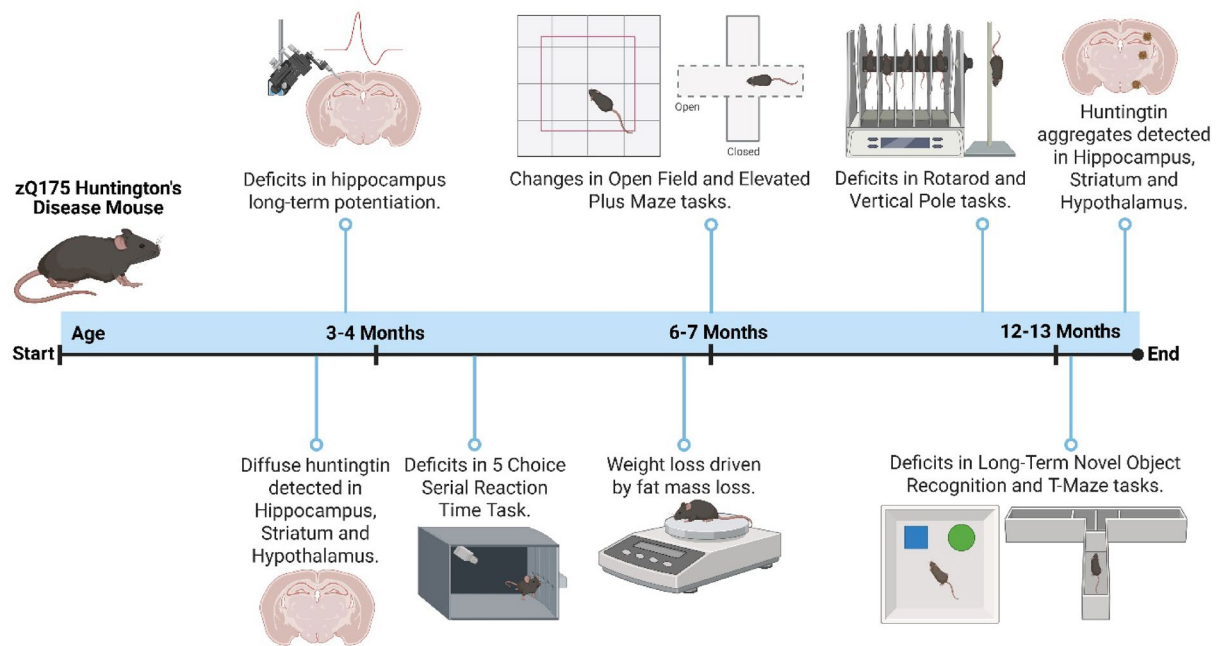 zQ175 Huntington's
Disease Mouse
Deficits in hippocampus
long-term potentiation.
Open
Closed
Changes in Open Field and Elevated
Plus Maze tasks.
Deficits in Rotarod and
Vertical Pole tasks.
Huntingtin
aggregates detected
in Hippocampus,
Striatum and
Hypothalamus.
Age
3-4 Months
6-7 Months
12-13 Months
Start
End
Diffuse huntingtin
detected in
Hippocampus,
Striatum and
Hypothalamus.
Deficits in 5 Choice
Serial Reaction
Time Task.
Weight loss driven
by fat mass loss.
Deficits in Long-Term Novel Object
Recognition and T-Maze tasks.